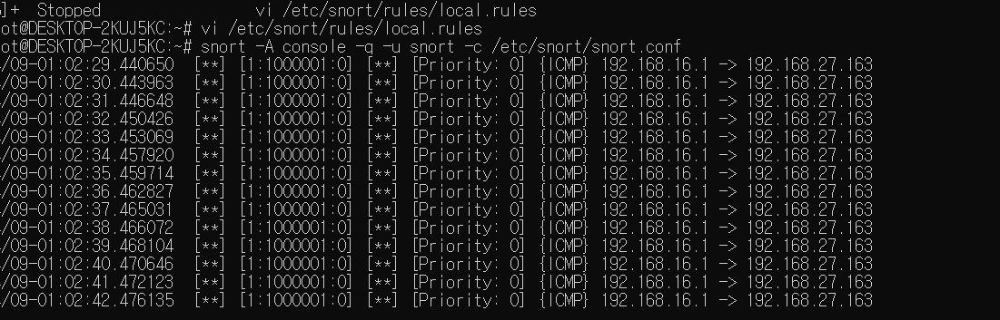 ]+  Stopped                 vi /etc/snort/rules/local.rules
ot@DESKTOP-2KUJ5KC:~# vi /etc/snort/rules/local.rules
ot@DESKTOP-2KUJ5KC:~# snort -A console -q -u snort -c /etc/snort/snort.conf
/09-01:02:29.440650  [**] [1:1000001:0] [**] [Priority: 0] {ICMP} 192.168.16.1 -> 192.168.27.163
/09-01:02:30.443963  [**] [1:1000001:0] [**] [Priority: 0] {ICMP} 192.168.16.1 -> 192.168.27.163
/09-01:02:31.446648  [**] [1:1000001:0] [**] [Priority: 0] {ICMP} 192.168.16.1 -> 192.168.27.163
/09-01:02:32.450426  [**] [1:1000001:0] [**] [Priority: 0] {ICMP} 192.168.16.1 -> 192.168.27.163
/09-01:02:33.453069  [**] [1:1000001:0] [**] [Priority: 0] {ICMP} 192.168.16.1 -> 192.168.27.163
/09-01:02:34.457920  [**] [1:1000001:0] [**] [Priority: 0] {ICMP} 192.168.16.1 -> 192.168.27.163
/09-01:02:35.459714  [**] [1:1000001:0] [**] [Priority: 0] {ICMP} 192.168.16.1 -> 192.168.27.163
/09-01:02:36.462827  [**] [1:1000001:0] [**] [Priority: 0] {ICMP} 192.168.16.1 -> 192.168.27.163
/09-01:02:37.465031  [**] [1:1000001:0] [**] [Priority: 0] {ICMP} 192.168.16.1 -> 192.168.27.163
/09-01:02:38.466072  [**] [1:1000001:0] [**] [Priority: 0] {ICMP} 192.168.16.1 -> 192.168.27.163
/09-01:02:39.468104  [**] [1:1000001:0] [**] [Priority: 0] {ICMP} 192.168.16.1 -> 192.168.27.163
/09-01:02:40.470646  [**] [1:1000001:0] [**] [Priority: 0] {ICMP} 192.168.16.1 -> 192.168.27.163
/09-01:02:41.472123  [**] [1:1000001:0] [**] [Priority: 0] {ICMP} 192.168.16.1 -> 192.168.27.163
/09-01:02:42.476135  [**] [1:1000001:0] [**] [Priority: 0] {ICMP} 192.168.16.1 -> 192.168.27.163